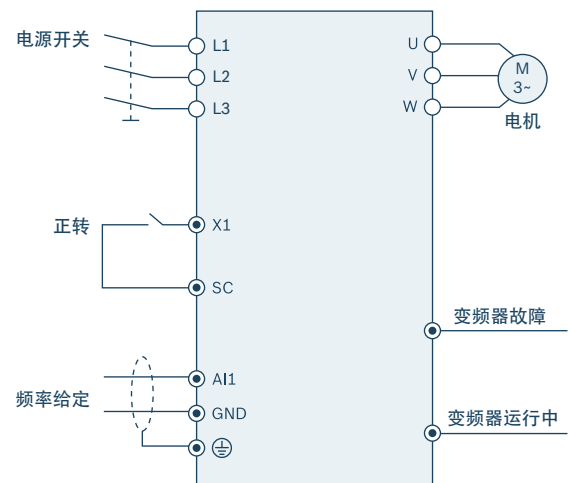 电源开关
L1
L2
L3
U
V
W
M
3~
电机
正转
X1
SC
变频器故障
频率给定
AI1
GND
变频器运行中